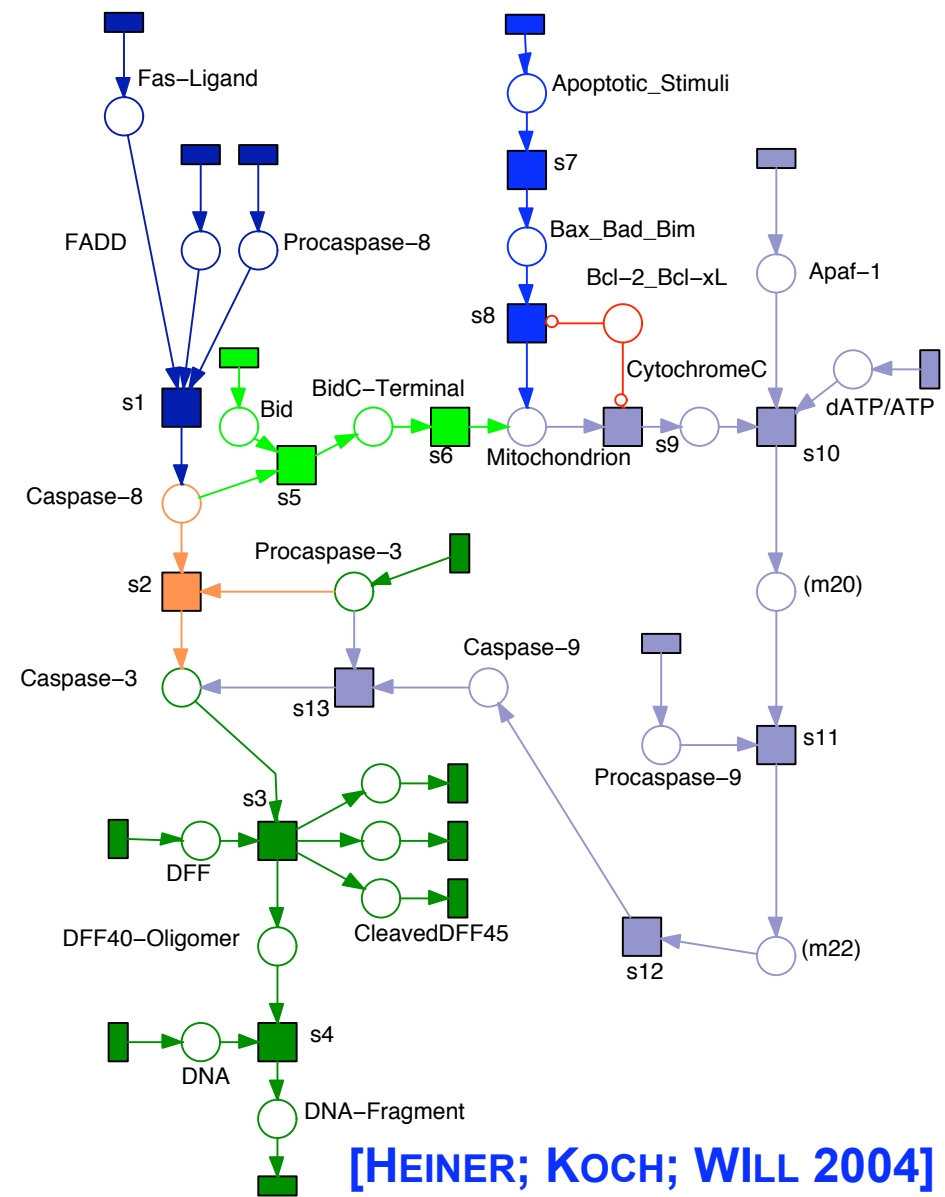 Fas-Ligand
Apoptotic_Stimuli
s7
FADD
Procaspase-8
Bax_Bad_Bim
Bcl-2_Bcl-xL
Apaf-1
s8
CytochromeC
BidC-Terminal
dATP/ATP
s1
Bid
s6
Mitochondrion
s9
s10
s5
Caspase-8
Procaspase-3
s2
(m20)
Caspase-9
Caspase-3
s13
s11
Procaspase-9
s3
DFF
CleavedDFF45
DFF40-Oligomer
(m22)
s12
s4
DNA
DNA-Fragment
[HEINER; KOCH; WILL 2004]